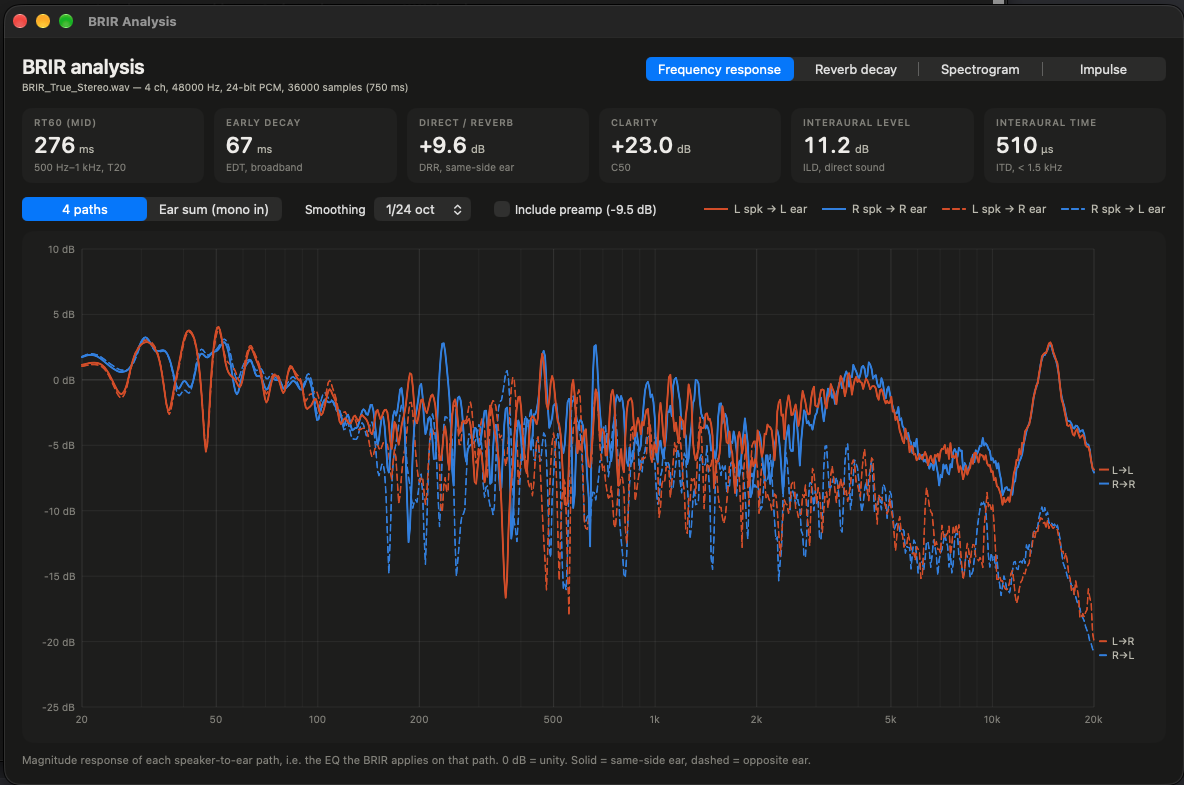 BRIR Analysis
BRIR analysis
BRIR_True_Stereo.wav — 4 ch, 48000 Hz, 24-bit PCM, 36000 samples (750 ms)
Frequency response Reverb decay Spectrogram Impulse
RT60 (MID)
276 ms
500 Hz–1 kHz, T20
EARLY DECAY
67 ms
EDT, broadband
DIRECT / REVERB
+9.6 dB
DRR, same-side ear
CLARITY
+23.0 dB
C50
INTERAURAL LEVEL
11.2 dB
ILD, direct sound
INTERAURAL TIME
510 µs
ITD, < 1.5 kHz
4 paths Ear sum (mono in) Smoothing 1/24 oct Include preamp (-9.5 dB) L spk → L ear R spk → R ear L spk → R ear R spk → L ear
10 dB
5 dB
0 dB
-5 dB
-10 dB
-15 dB
-20 dB
-25 dB
L→L
R→R
L→R
R→L
20 50 100 200 500 1k 2k 5k 10k 20k
Magnitude response of each speaker-to-ear path, i.e. the EQ the BRIR applies on that path. 0 dB = unity. Solid = same-side ear, dashed = opposite ear.